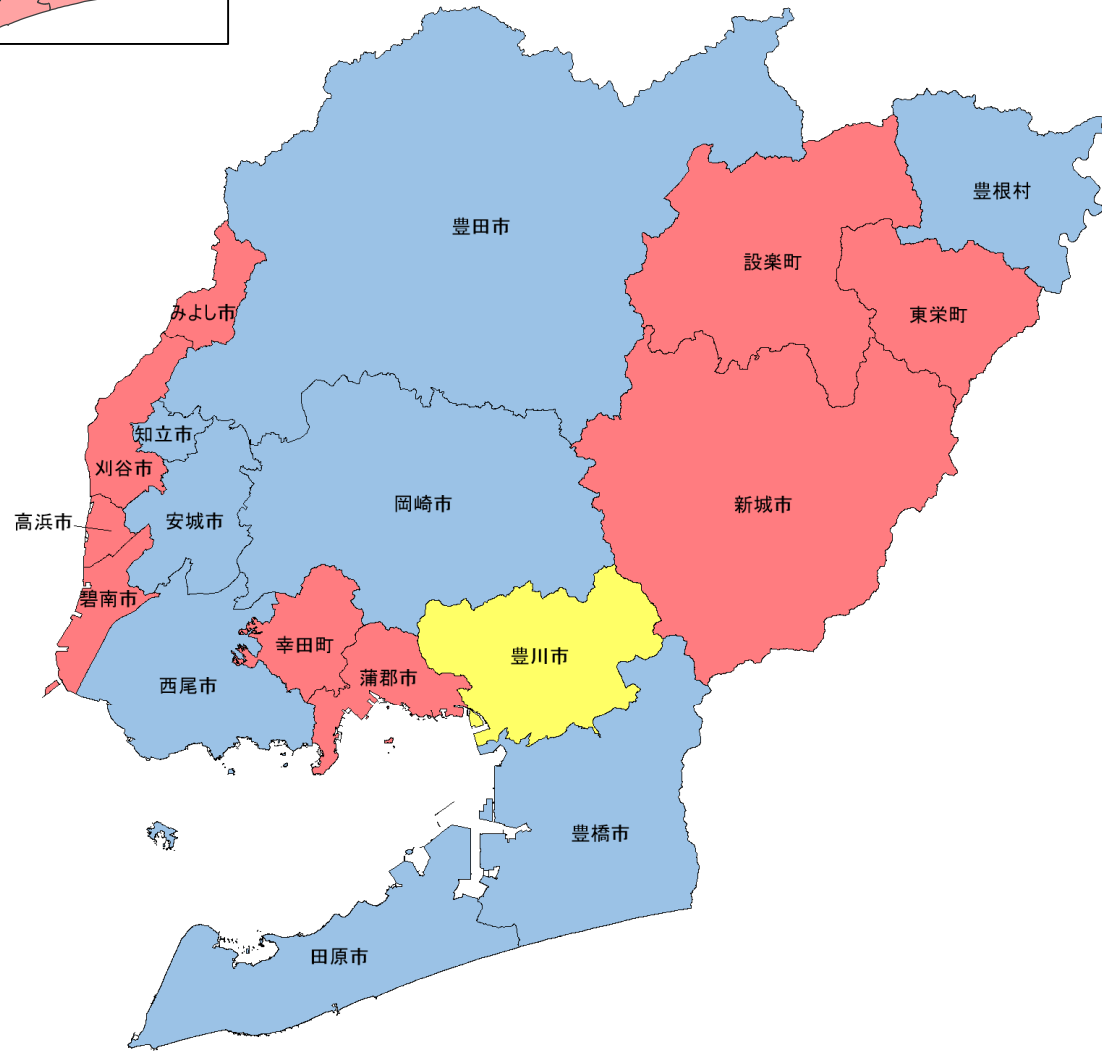 豊根村
豊田市
設楽町
みよし市
東栄町
知立市
刈谷市
岡崎市
新城市
高浜市
安城市
碧南市
幸田町
豊川市
蒲郡市
西尾市
豊橋市
田原市